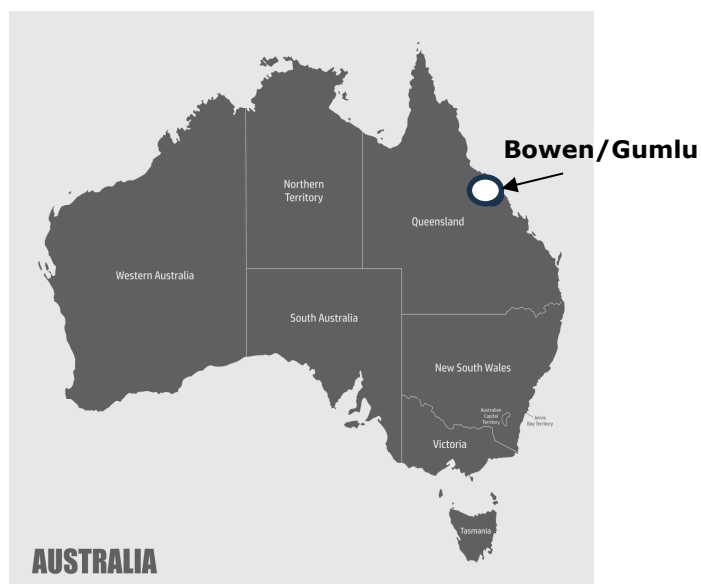 Bowen/Gumlu
Northern
Territory
Queensland
Western Australia
South Australia
New South Wales
Australian
Capital
Territory
Jervis
Bay Territory
Victoria
Tasmania
AUSTRALIA